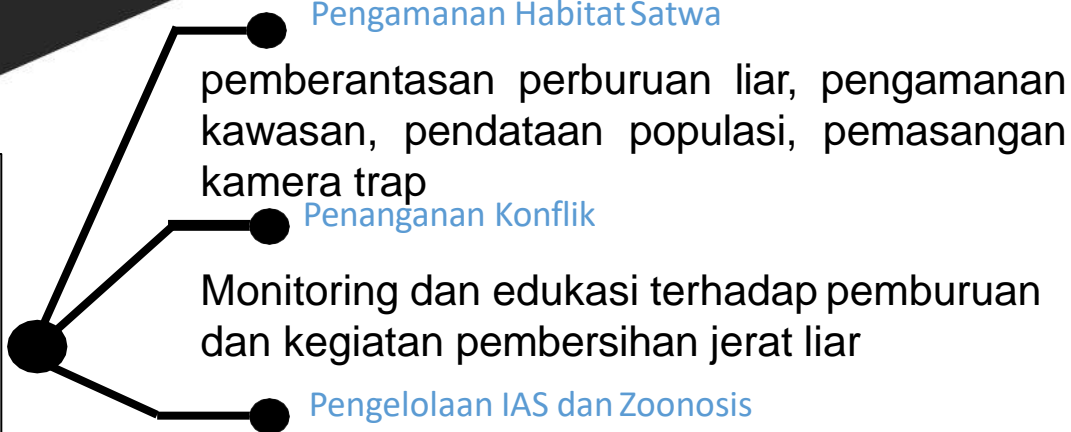 Pengamanan Habitat Satwa
pemberantasan perburuan liar, pengamanan
kawasan, pendataan populasi, pemasangan
kamera trap
Penanganan Konflik
Monitoring dan edukasi terhadap pemburuan
dan kegiatan pembersihan jerat liar
Pengelolaan IAS dan Zoonosis